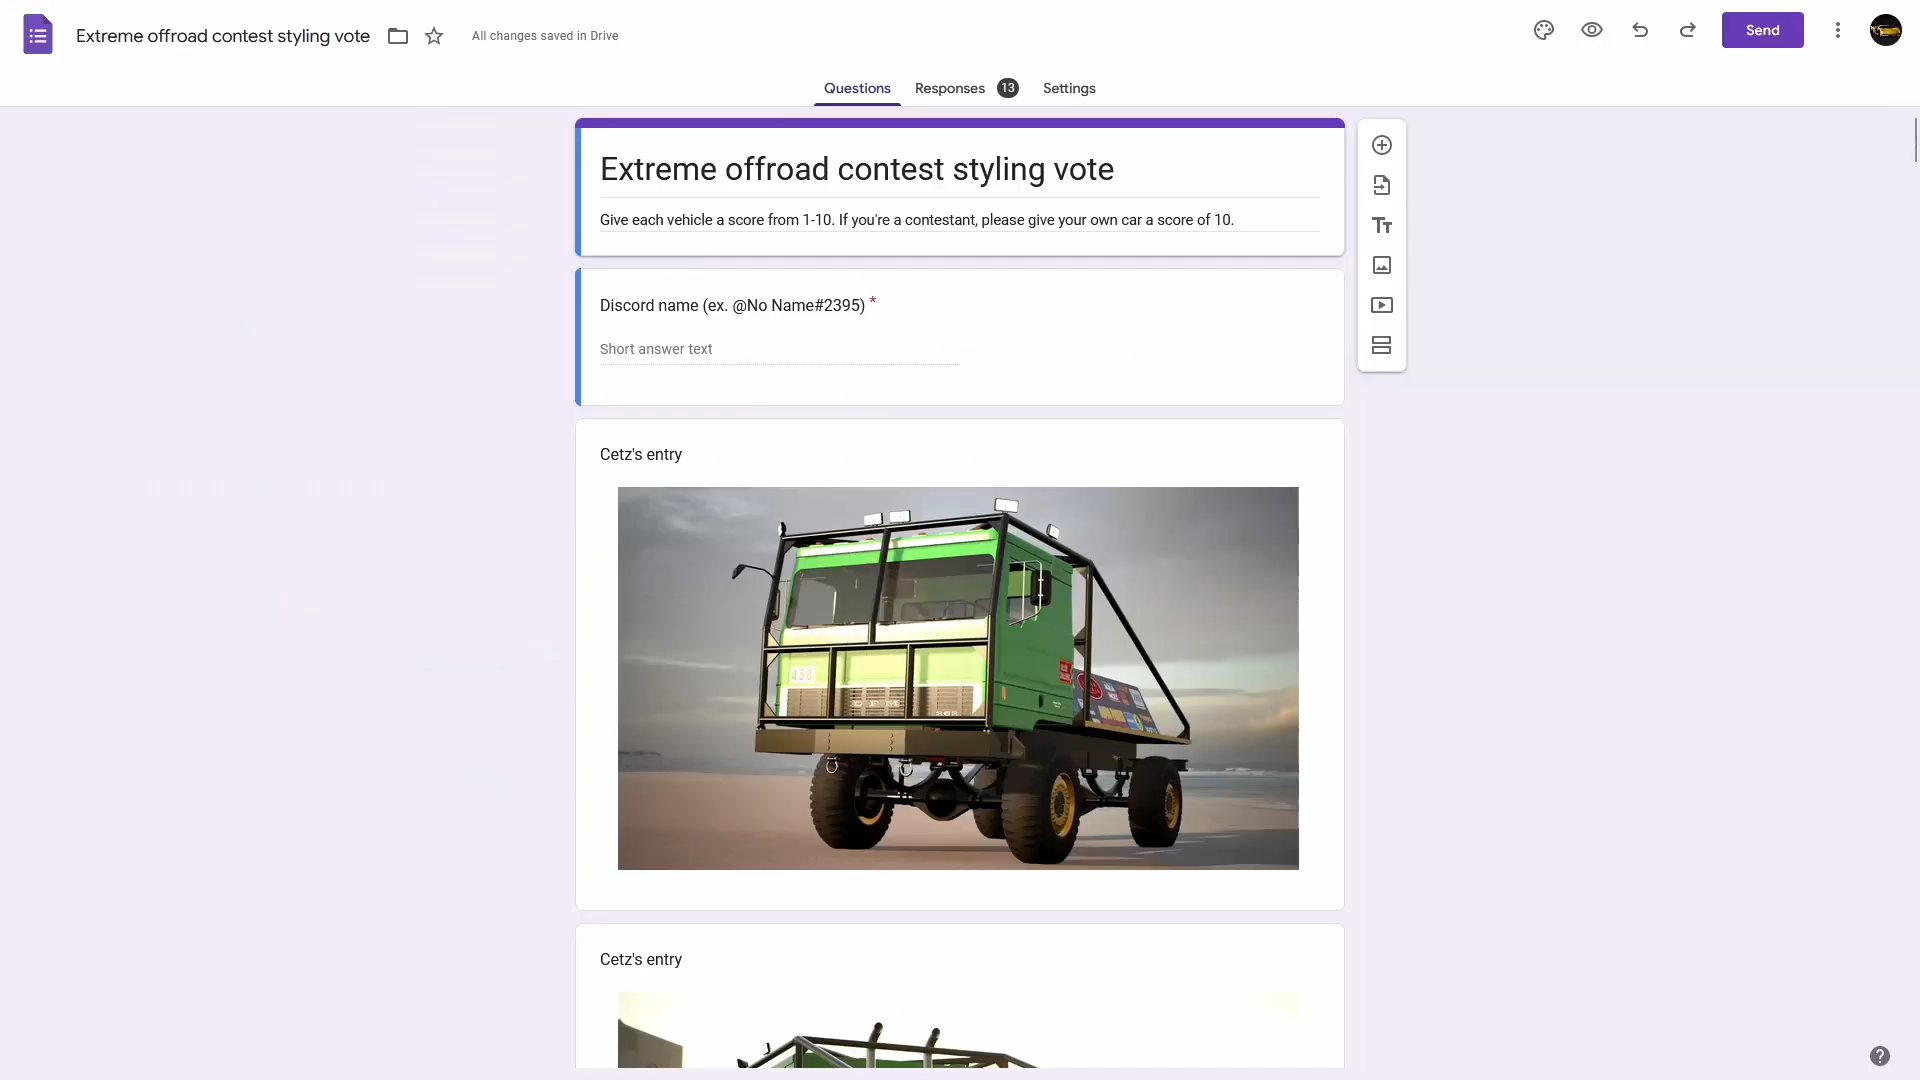 Extreme offroad contest styling vote
All changes saved in Drive
Send
Questions
Responses 13
Settings
Extreme offroad contest styling vote
Give each vehicle a score from 1-10. If you're a contestant, please give your own car a score of 10.
Discord name (ex. @No Name#2395) *
Short answer text
Cetz's entry
DFM
262
Cetz's entry